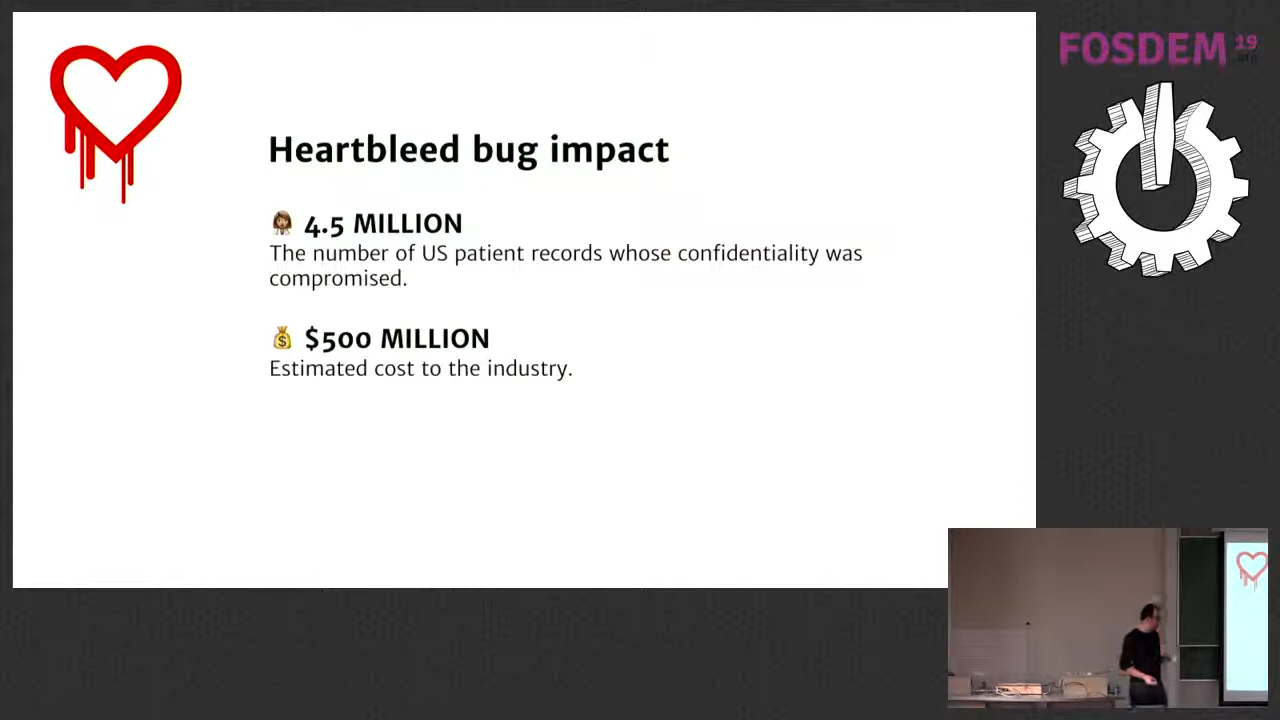 FOSDEM 19
.org
Heartbleed bug impact
4.5 MILLION
The number of US patient records whose confidentiality was
compromised.
$500 MILLION
Estimated cost to the industry.